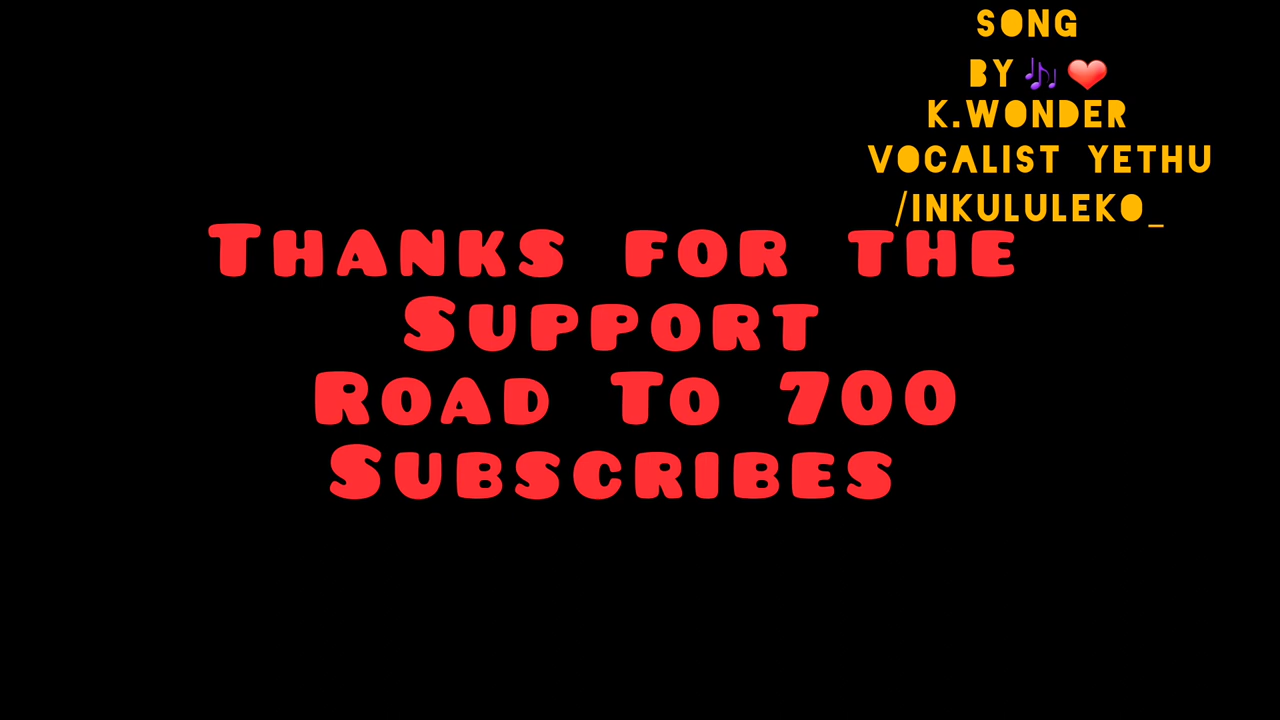 SONG
BY🎶❤️
K.WONDER
VOCALIST YETHU
/INKULULEKO_
THANKS FOR THE
SUPPORT
ROAD TO 700
SUBSCRIBES